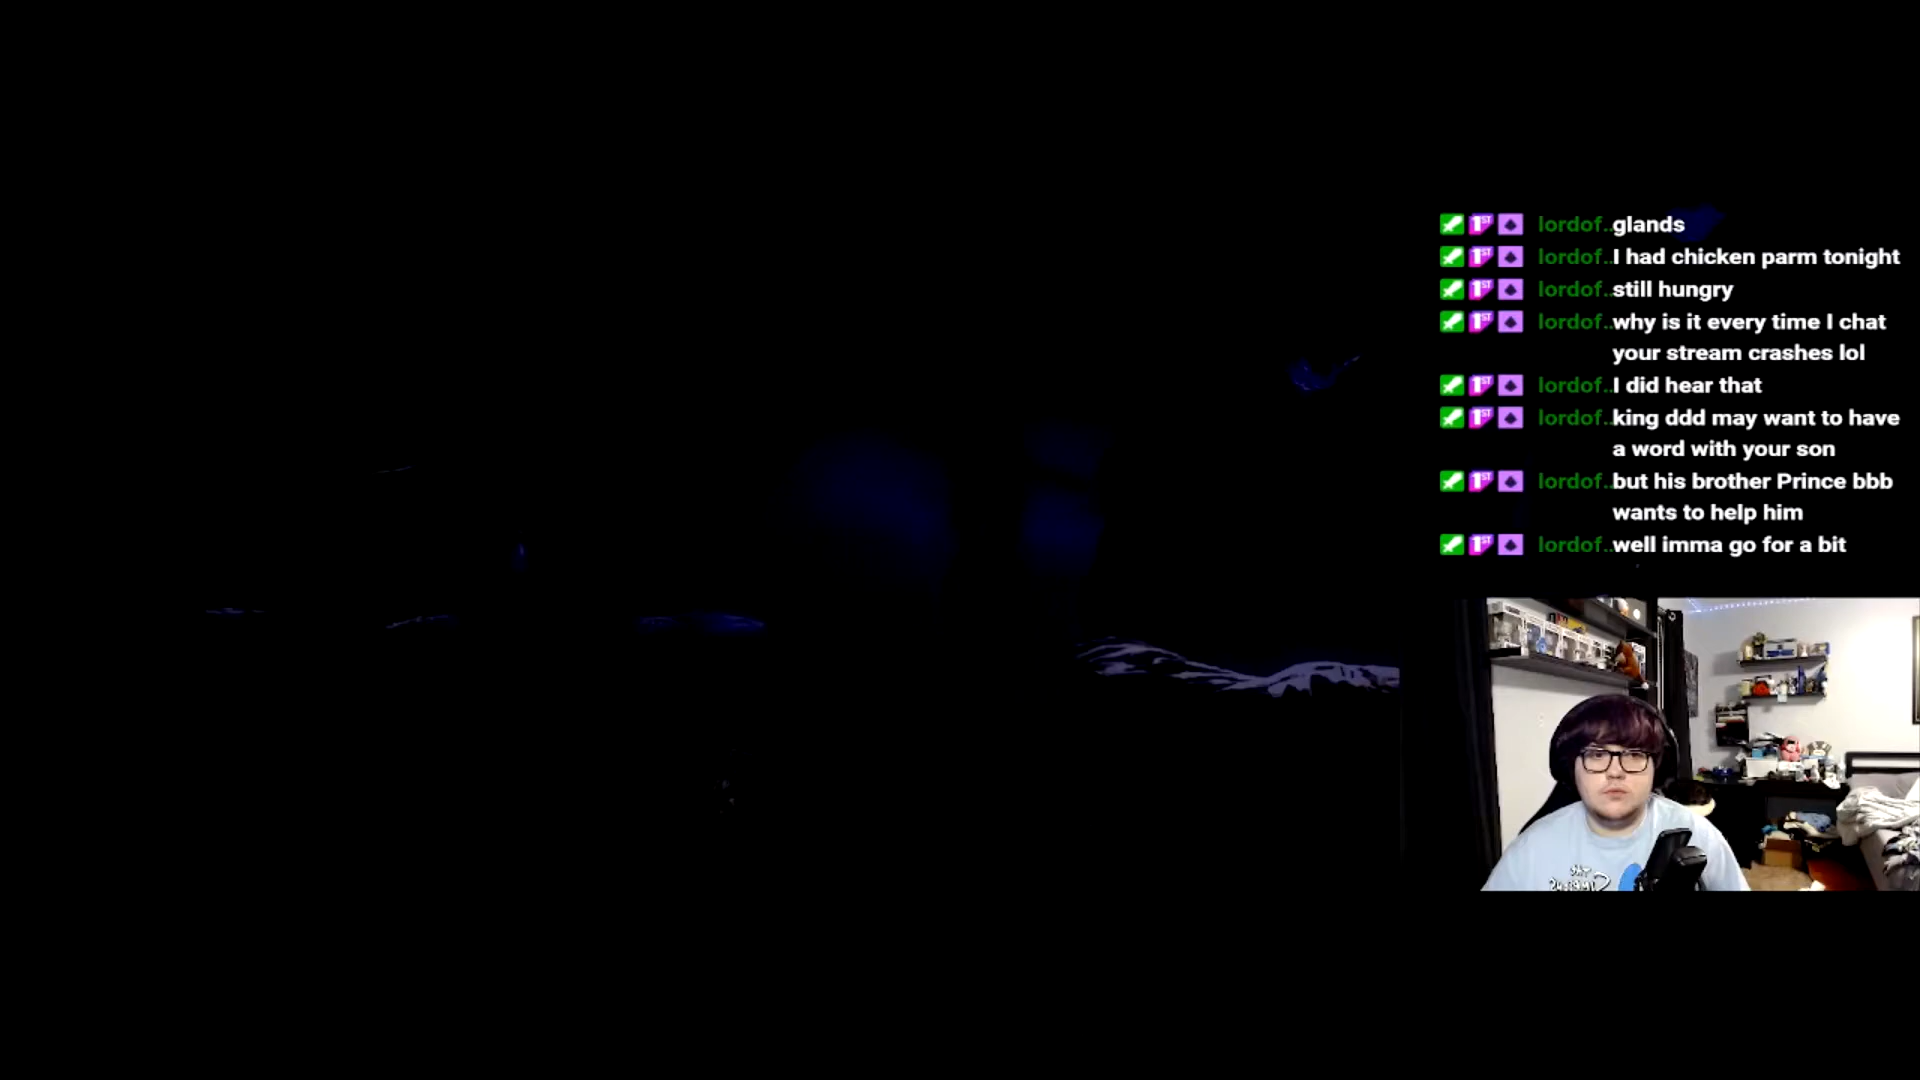 lordof..glands
lordof..I had chicken parm tonight
lordof..still hungry
lordof..why is it every time I chat
your stream crashes lol
lordof..I did hear that
lordof..king ddd may want to have
a word with your son
lordof..but his brother Prince bbb
wants to help him
lordof..well imma go for a bit